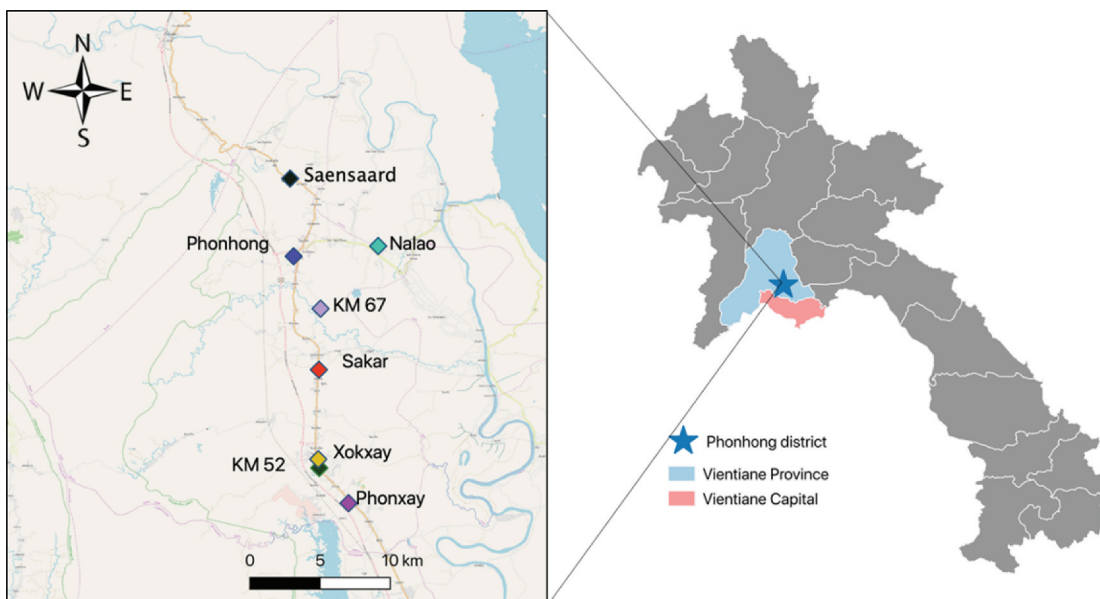 N
W E
S
Saensaard
Phonhong
Nalao
KM 67
Sakar
Xokxay
KM 52
Phonxay
0 5 10 km
Phonhong district
Vientiane Province
Vientiane Capital